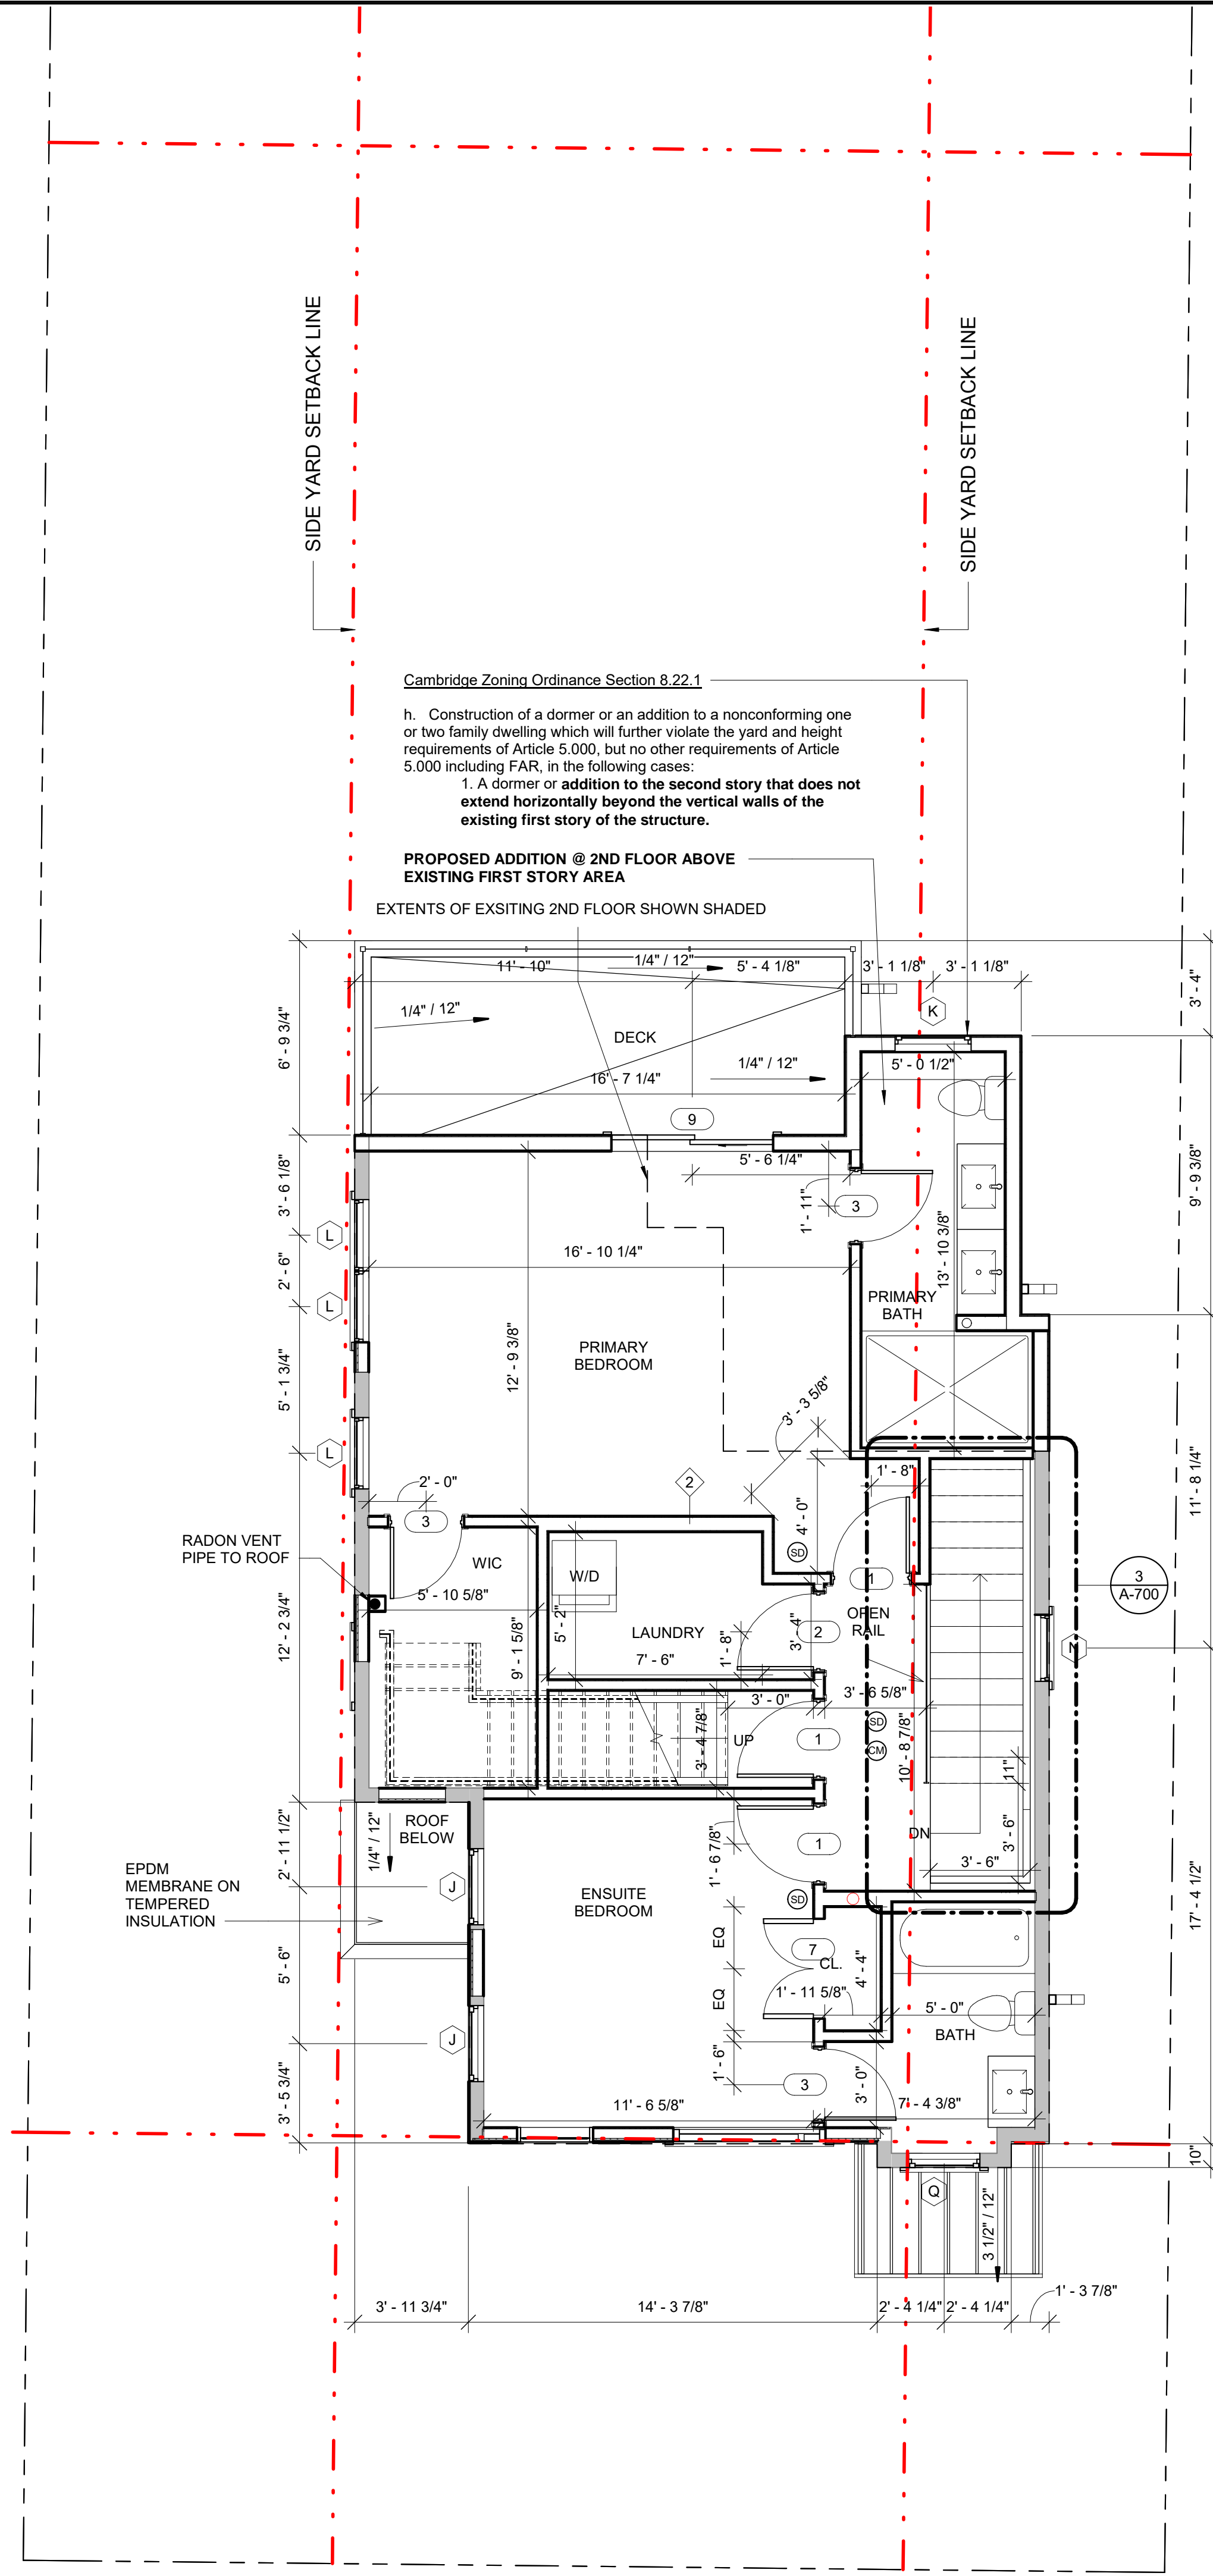 SIDE YARD SETBACK LINE
SIDE YARD SETBACK LINE
Cambridge Zoning Ordinance Section 8.22.1
h. Construction of a dormer or an addition to a nonconforming one
or two family dwelling which will further violate the yard and height
requirements of Article 5.000, but no other requirements of Article
5.000 including FAR, in the following cases:
1. A dormer or addition to the second story that does not
extend horizontally beyond the vertical walls of the
existing first story of the structure.
PROPOSED ADDITION @ 2ND FLOOR ABOVE
EXISTING FIRST STORY AREA
EXTENTS OF EXSITING 2ND FLOOR SHOWN SHADED
11' - 10"
1/4" / 12"
5' - 4 1/8"
3' - 1 1/8"
3' - 1 1/8"
3' - 4"
1/4" / 12"
K
6' - 9 3/4"
DECK
1/4" / 12"
5' - 0 1/2"
16' - 7 1/4"
9
5' - 6 1/4"
3' - 6 1/8"
1' - 11"
3
9' - 9 3/8"
L
16' - 10 1/4"
13' - 10 3/8"
2' - 6"
L
PRIMARY
BATH
PRIMARY
BEDROOM
12' - 9 3/8"
5' - 1 3/4"
3' - 3 5/8"
L
2' - 0"
2
1' - 8"
11' - 8 1/4"
3
4' - 0"
RADON VENT
PIPE TO ROOF
WIC
SD
W/D
1
3
A-700
5' - 10 5/8"
OPEN
RAIL
5' - 2"
LAUNDRY
1' - 8"
3' - 4"
2
N
12' - 2 3/4"
9' - 1 5/8"
7' - 6"
3' - 0"
3' - 6 5/8"
SD
UP
1
CM
3' - 4 7/8"
10' - 8 7/8"
11"
ROOF
BELOW
1/4" / 12"
2' - 11 1/2"
1
DN
3' - 6"
1' - 6 7/8"
3' - 6"
EPDM
MEMBRANE ON
TEMPERED
INSULATION
J
ENSUITE
BEDROOM
SD
17' - 4 1/2"
EQ
7
CL.
4' - 4"
5' - 6"
EQ
1' - 11 5/8"
5' - 0"
J
BATH
1' - 6"
3
3' - 0"
3' - 5 3/4"
11' - 6 5/8"
7' - 4 3/8"
10"
Q
3 1/2" / 12"
1' - 3 7/8"
3' - 11 3/4"
14' - 3 7/8"
2' - 4 1/4"
2' - 4 1/4"